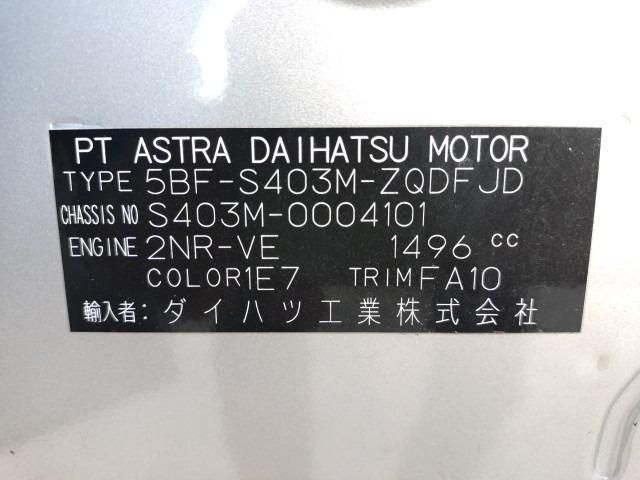 PT ASTRA DAIHATSU MOTOR
TYPE 5BF-S403M-ZQDFJD
CHASSIS NO S403M-0004101
ENGINE 2NR-VE 1496 cc
COLOR1E7 TRIMFA10
輸入者: ダイハツ工業株式会社